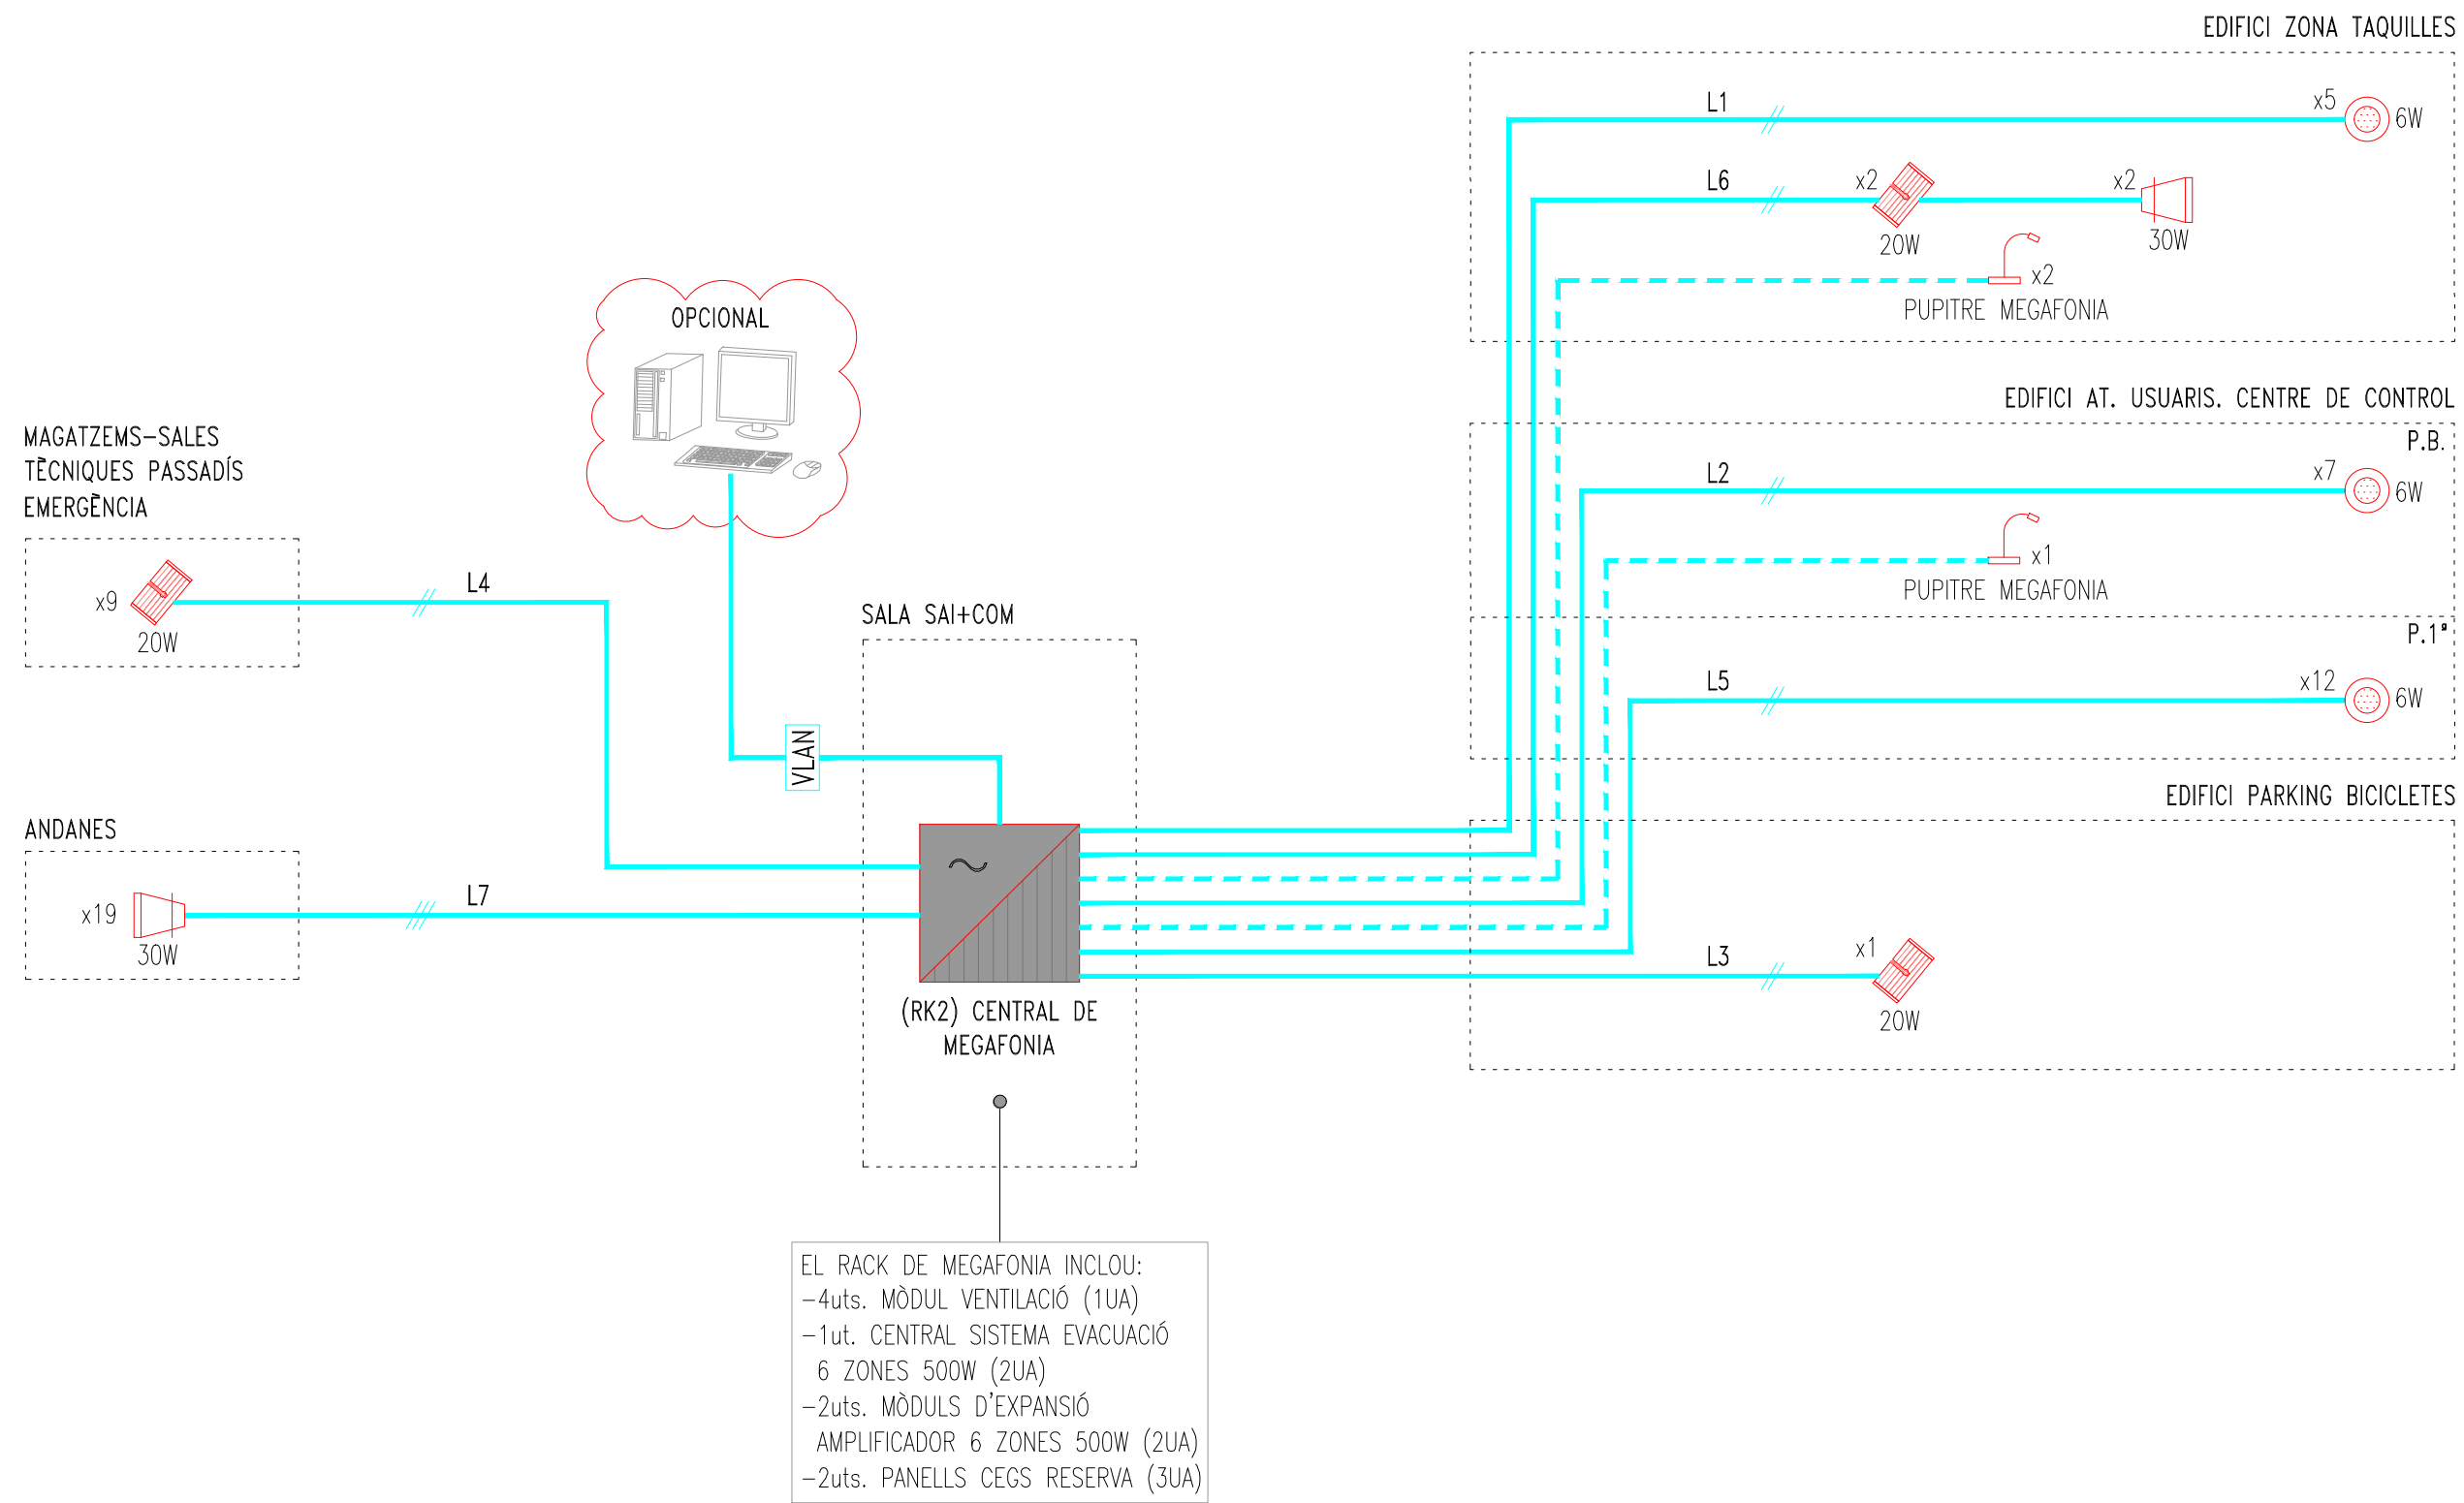 EDIFICI ZONA TAQUILLES
L1
x5
6W
L6
x2
20W
x2
30W
x2
PUPITRE MEGAFONIA
OPCIONAL
EDIFICI AT. USUARIS. CENTRE DE CONTROL
P.B.
L2
x7
6W
x1
PUPITRE MEGAFONIA
P.1ª
L5
x12
6W
MAGATZEMS-SALES
TÈCNIQUES PASSADÍS
EMERGÈNCIA
x9
20W
L4
SALA SAI+COM
VLAN
EDIFICI PARKING BICICLETES
L3
x1
20W
ANDANES
x19
30W
L7
(RK2) CENTRAL DE
MEGAFONIA
EL RACK DE MEGAFONIA INCLOU:
-4uts. MÒDUL VENTILACIÓ (1UA)
-1ut. CENTRAL SISTEMA EVACUACIÓ
6 ZONES 500W (2UA)
-2uts. MÒDULS D'EXPANSIÓ
AMPLIFICADOR 6 ZONES 500W (2UA)
-2uts. PANELLS CEGS RESERVA (3UA)